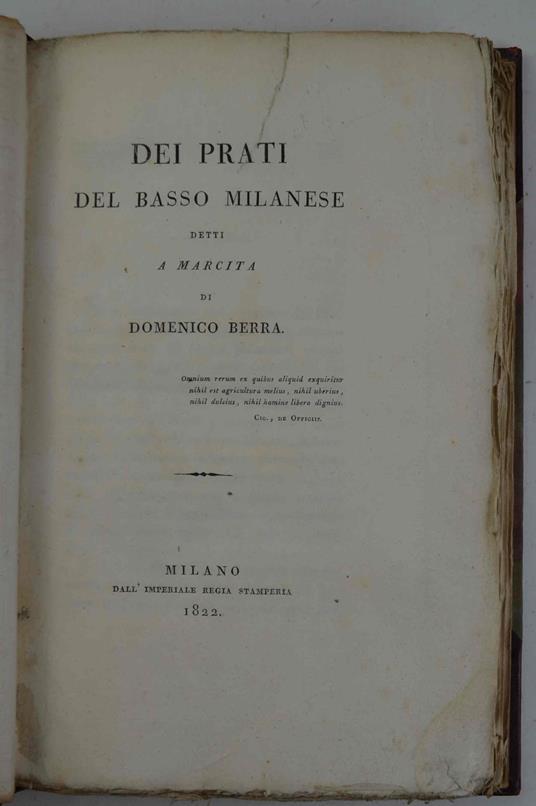 DEI PRATI
DEL BASSO MILANESE
DETTI
A MARCITA
DI
DOMENICO BERRA.
Omnium rerum ex quibus aliquid exquiritur
nihil est agricultura melius, nihil uberius,
nihil dulcius, nihil homine libero dignius.
CIC., DE OFFICIIS.
MILANO
DALL' IMPERIALE REGIA STAMPERIA
1822.